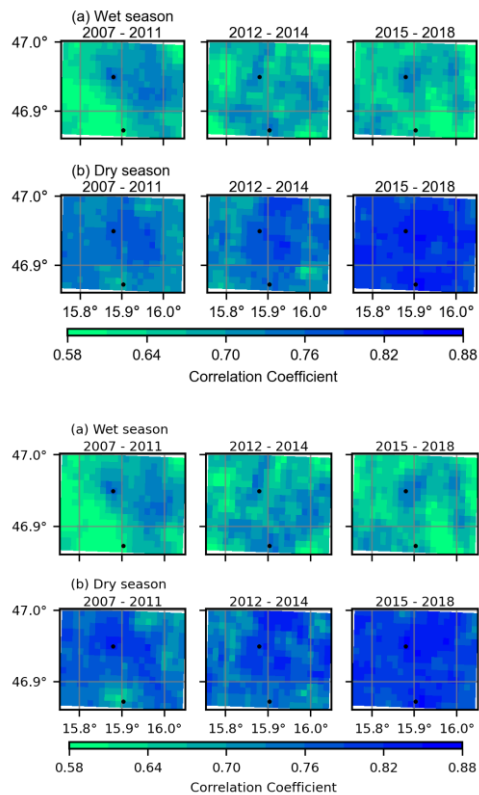 (a) Wet season
2007 - 2011 2012 - 2014 2015 - 2018
47.0°
46.9°
(b) Dry season
2007 - 2011 2012 - 2014 2015 - 2018
47.0°
46.9°
15.8° 15.9° 16.0° 15.8° 15.9° 16.0° 15.8° 15.9° 16.0°
0.58 0.64 0.70 0.76 0.82 0.88
Correlation Coefficient
(a) Wet season
2007 - 2011 2012 - 2014 2015 - 2018
47.0°
46.9°
(b) Dry season
2007 - 2011 2012 - 2014 2015 - 2018
47.0°
46.9°
15.8° 15.9° 16.0° 15.8° 15.9° 16.0° 15.8° 15.9° 16.0°
0.58 0.64 0.70 0.76 0.82 0.88
Correlation Coefficient